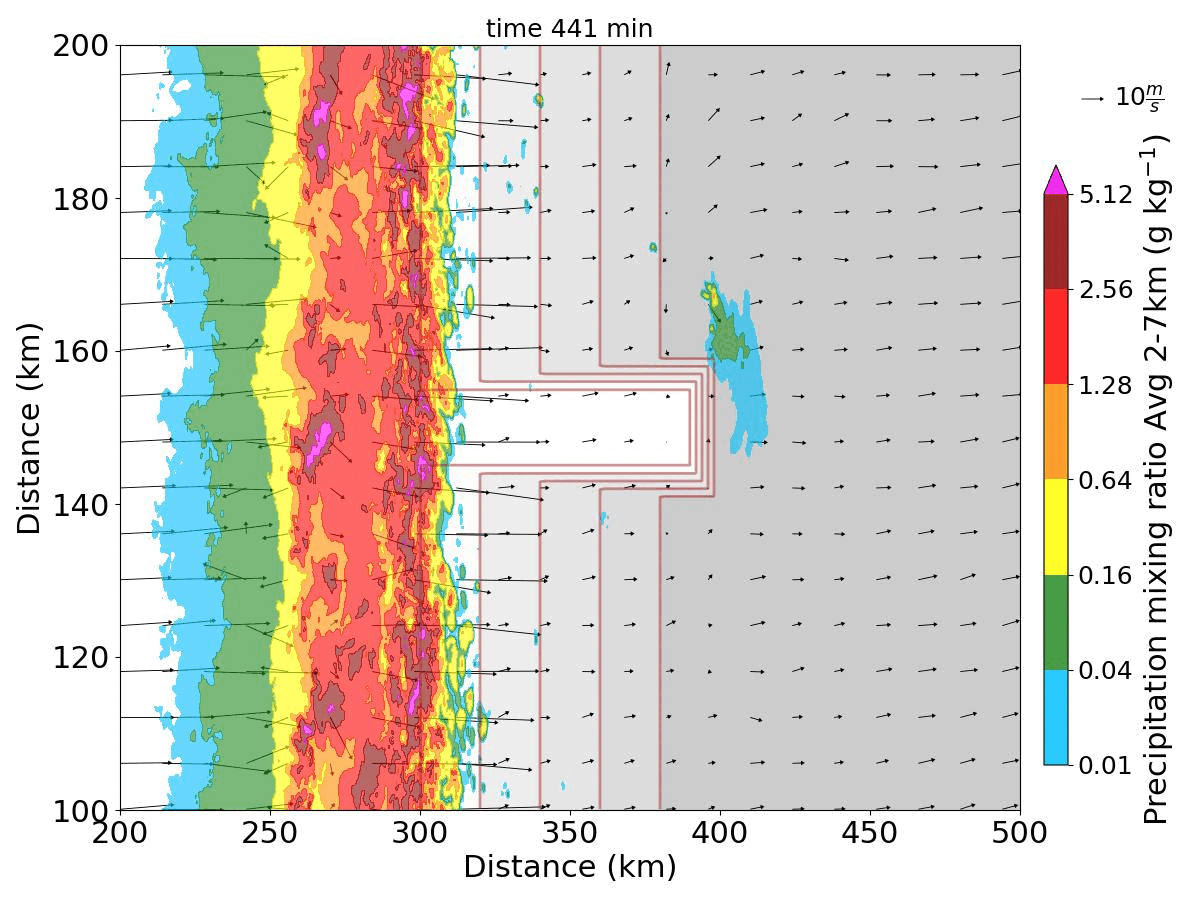 time 441 min
200
180
160
140
120
100
Distance (km)
200 250 300 350 400 450 500
Distance (km)
10 m/s
5.12
2.56
1.28
0.64
0.16
0.04
0.01
Precipitation mixing ratio Avg 2-7km (g kg⁻¹)